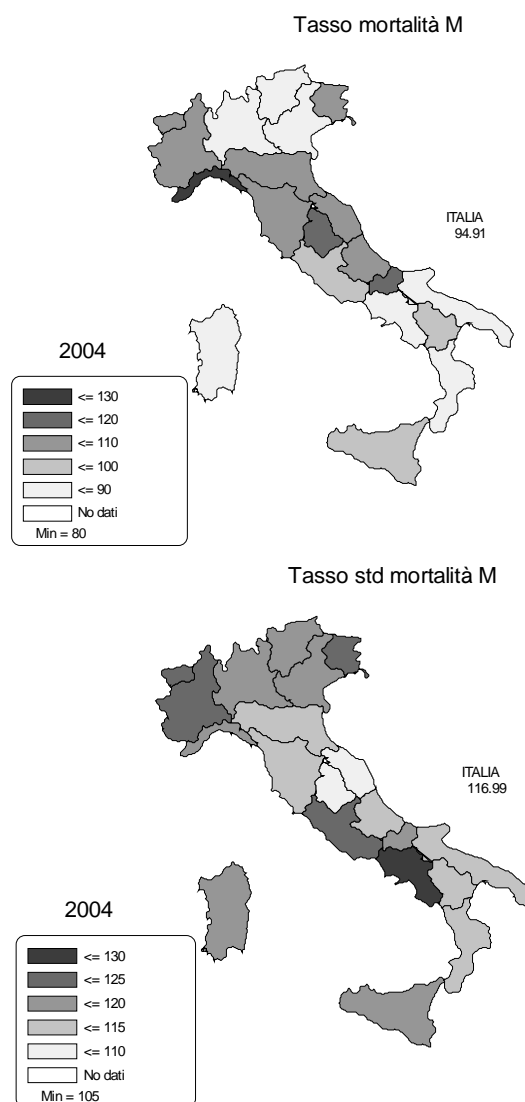 Tasso mortalità M
ITALIA
94.91
2004
<= 130
<= 120
<= 110
<= 100
<= 90
No dati
Min = 80
Tasso std mortalità M
ITALIA
116.99
2004
<= 130
<= 125
<= 120
<= 115
<= 110
No dati
Min = 105